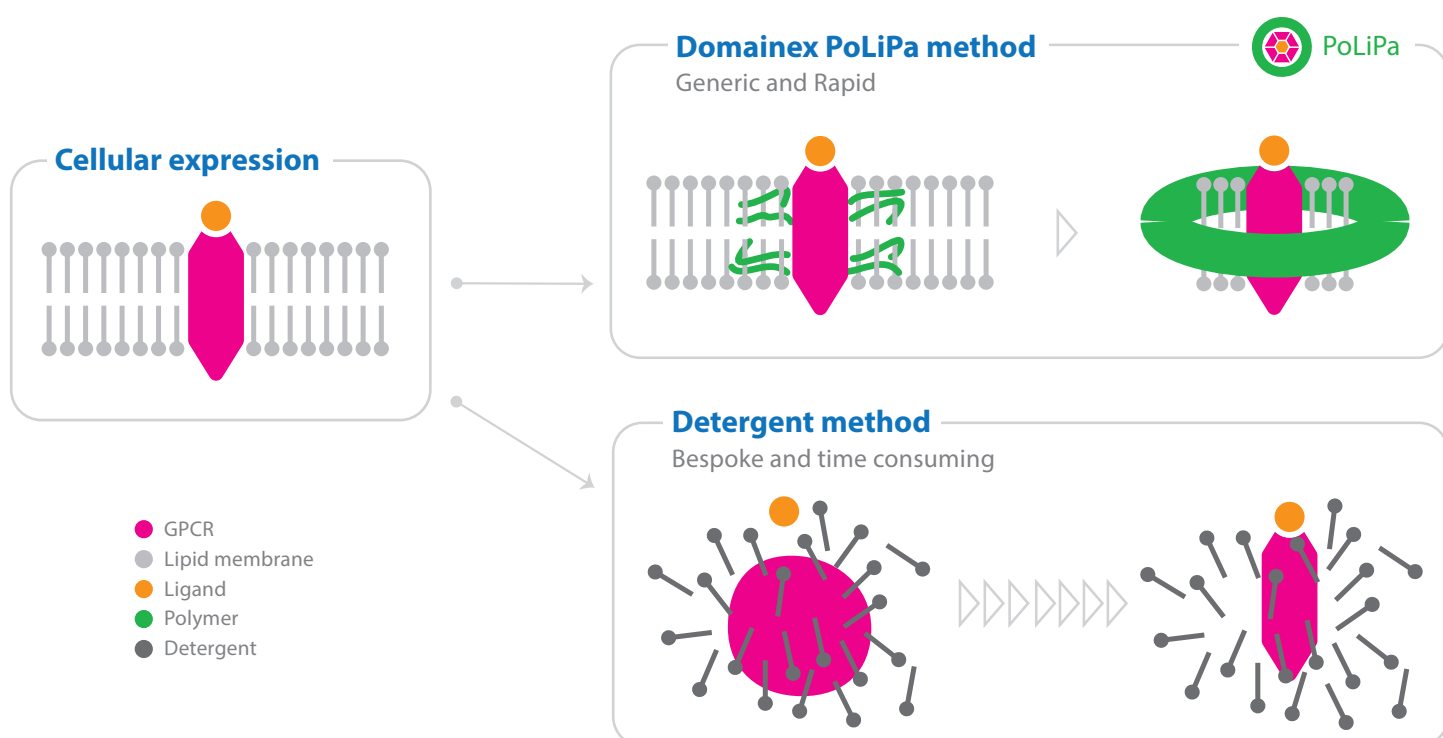 Domainex PoLiPa method
Generic and Rapid
PoLiPa
Cellular expression
Detergent method
Bespoke and time consuming
GPCR
Lipid membrane
Ligand
Polymer
Detergent